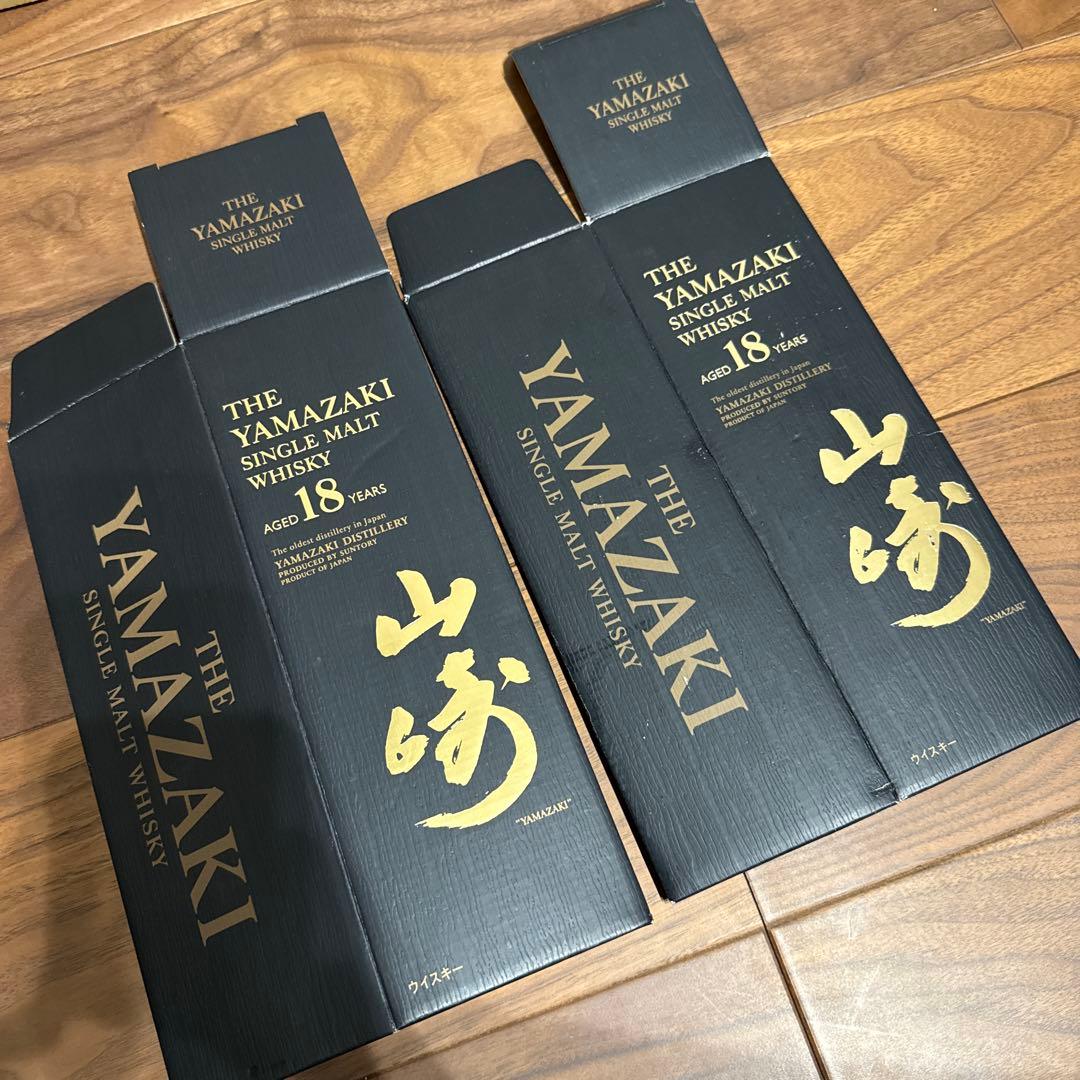 THE
YAMAZAKI
SINGLE MALT
WHISKY
THE
YAMAZAKI
SINGLE MALT WHISKY
THE
YAMAZAKI
SINGLE MALT
WHISKY
AGED 18 YEARS
The oldest distillery in Japan
YAMAZAKI DISTILLERY
PRODUCED BY SUNTORY
PRODUCT OF JAPAN
山崎
"YAMAZAKI"
ウイスキー
THE
YAMAZAKI
SINGLE MALT
WHISKY
THE
YAMAZAKI
SINGLE MALT WHISKY
THE
YAMAZAKI
SINGLE MALT
WHISKY
AGED 18 YEARS
The oldest distillery in Japan
YAMAZAKI DISTILLERY
PRODUCED BY SUNTORY
PRODUCT OF JAPAN
山崎
"YAMAZAKI"
ウイスキー